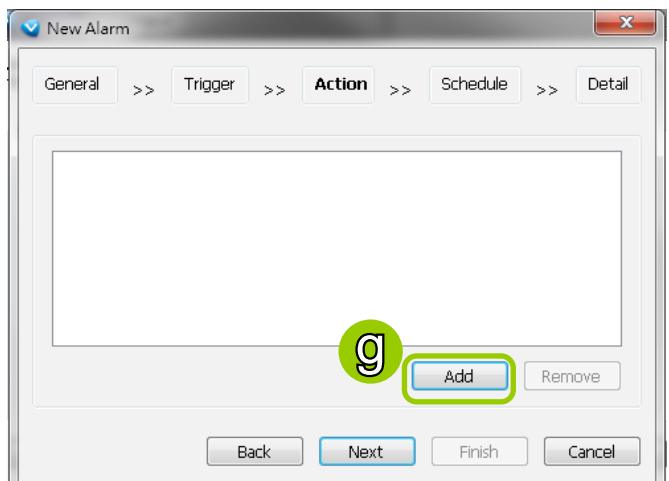 New Alarm
General >> Trigger >> Action >> Schedule >> Detail
g
Add Remove
Back Next Finish Cancel